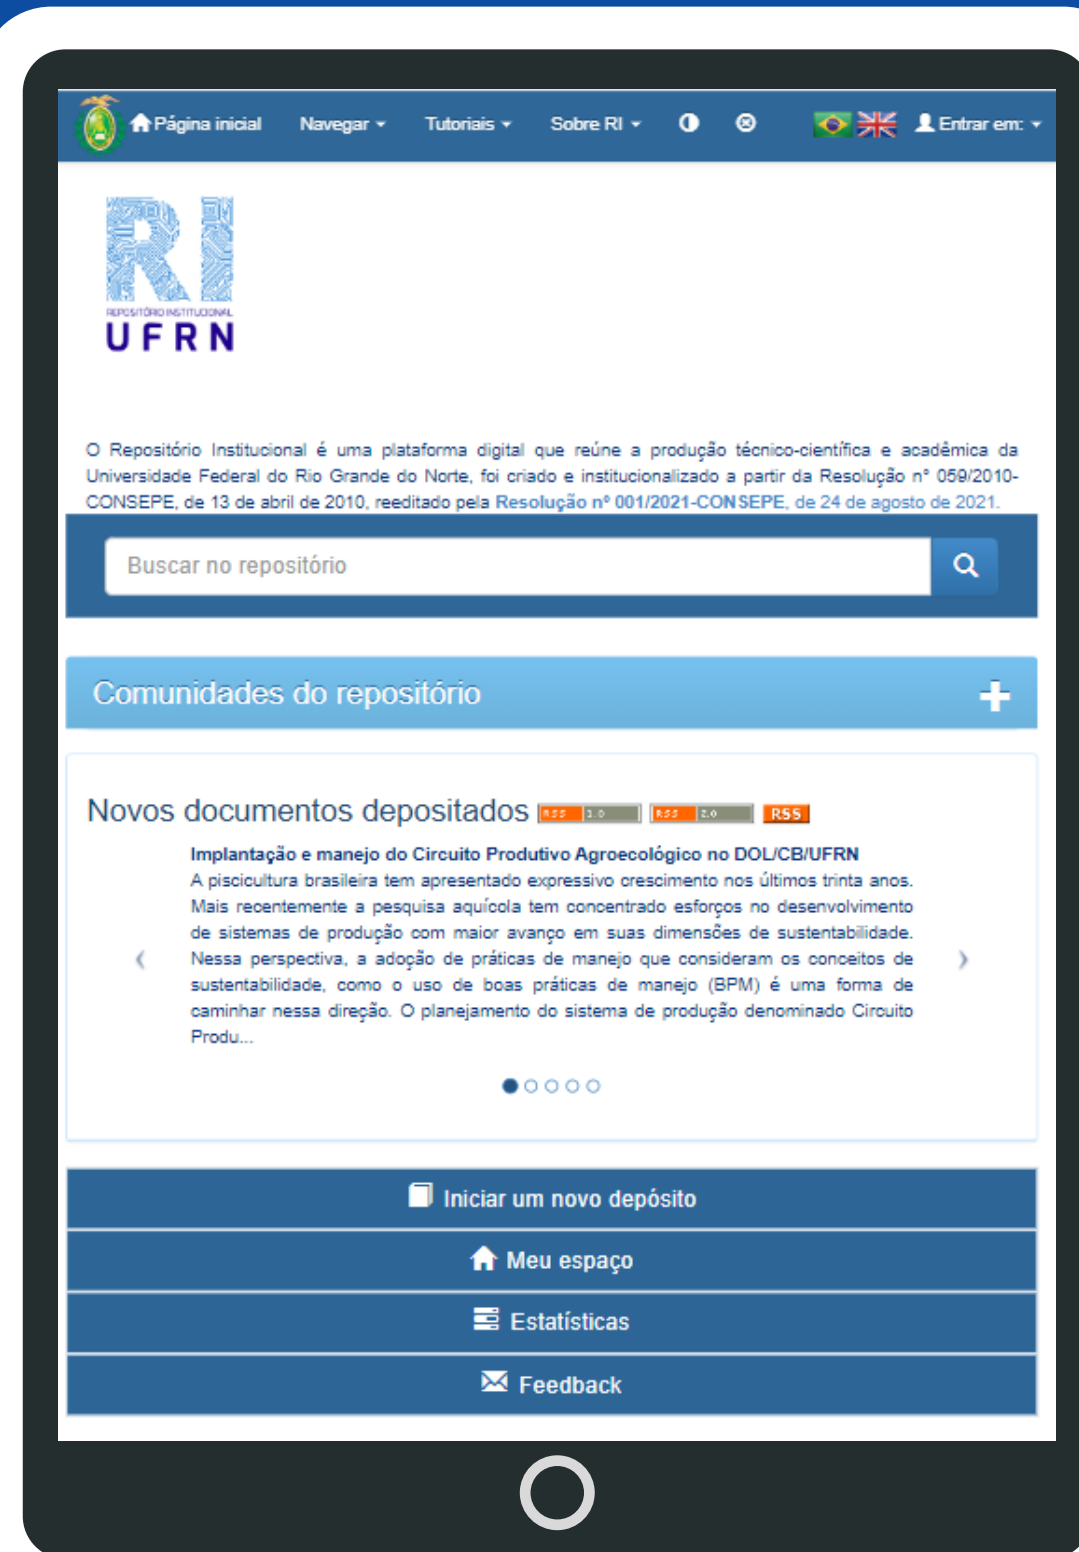 Página inicial Navegar Tutoriais Sobre RI Entrar em:
RI
REPOSITÓRIO INSTITUCIONAL
UFRN
O Repositório Institucional é uma plataforma digital que reúne a produção técnico-científica e acadêmica da
Universidade Federal do Rio Grande do Norte, foi criado e institucionalizado a partir da Resolução nº 059/2010-
CONSEPE, de 13 de abril de 2010, reeditado pela Resolução nº 001/2021-CONSEPE, de 24 de agosto de 2021.
Buscar no repositório
Comunidades do repositório
Novos documentos depositados RSS 1.0 RSS 2.0 RSS
Implantação e manejo do Circuito Produtivo Agroecológico no DOL/CB/UFRN
A piscicultura brasileira tem apresentado expressivo crescimento nos últimos trinta anos.
Mais recentemente a pesquisa aquícola tem concentrado esforços no desenvolvimento
de sistemas de produção com maior avanço em suas dimensões de sustentabilidade.
Nessa perspectiva, a adoção de práticas de manejo que consideram os conceitos de
sustentabilidade, como o uso de boas práticas de manejo (BPM) é uma forma de
caminhar nessa direção. O planejamento do sistema de produção denominado Circuito
Produ...
Iniciar um novo depósito
Meu espaço
Estatísticas
Feedback